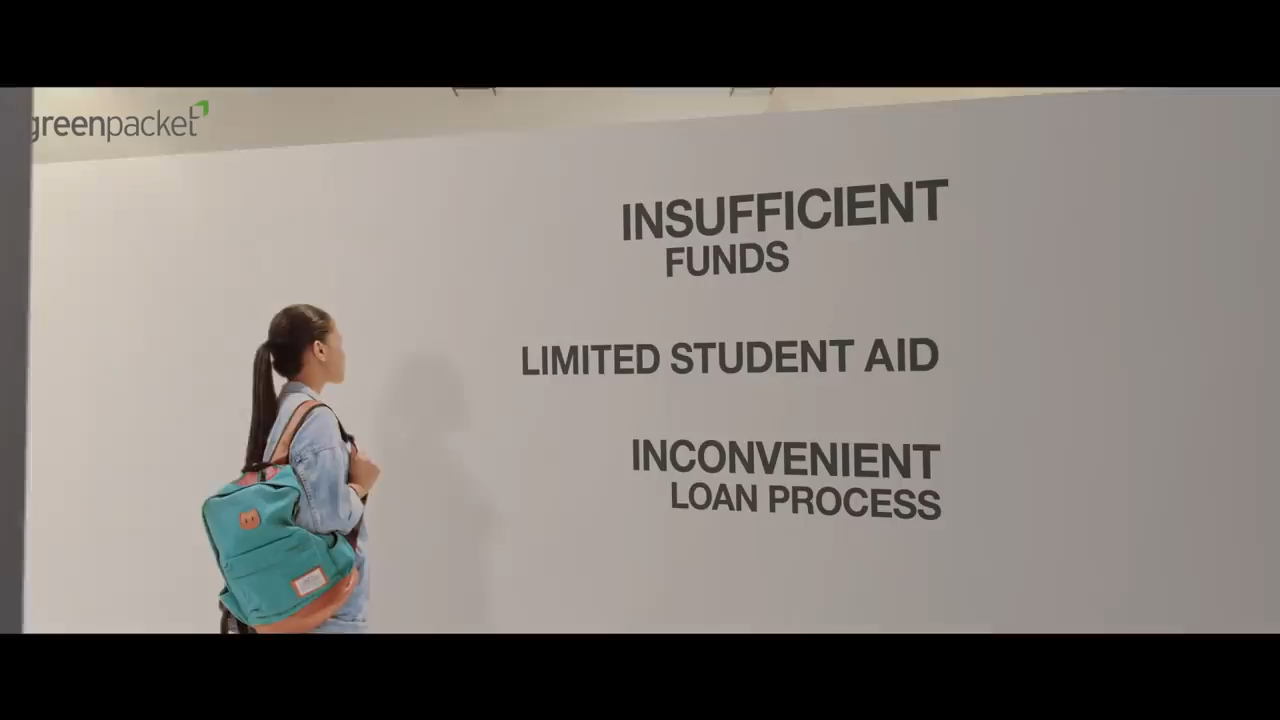 greenpacket
INSUFFICIENT
FUNDS
LIMITED STUDENT AID
INCONVENIENT
LOAN PROCESS